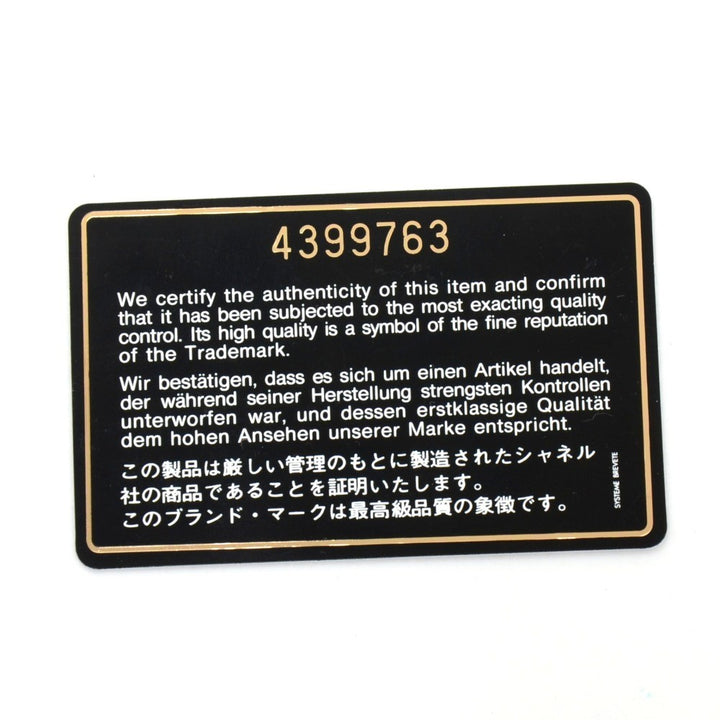 4399763
We certify the authenticity of this item and confirm
that it has been subjected to the most exacting quality
control. Its high quality is a symbol of the fine reputation
of the Trademark.
Wir bestätigen, dass es sich um einen Artikel handelt,
der während seiner Herstellung strengsten Kontrollen
unterworfen war, und dessen erstklassige Qualität
dem hohen Ansehen unserer Marke entspricht.
この製品は厳しい管理のもとに製造されたシャネル
社の商品であることを証明いたします。
このブランド・マークは最高級品質の象徴です。
SYSTEME BREVETE